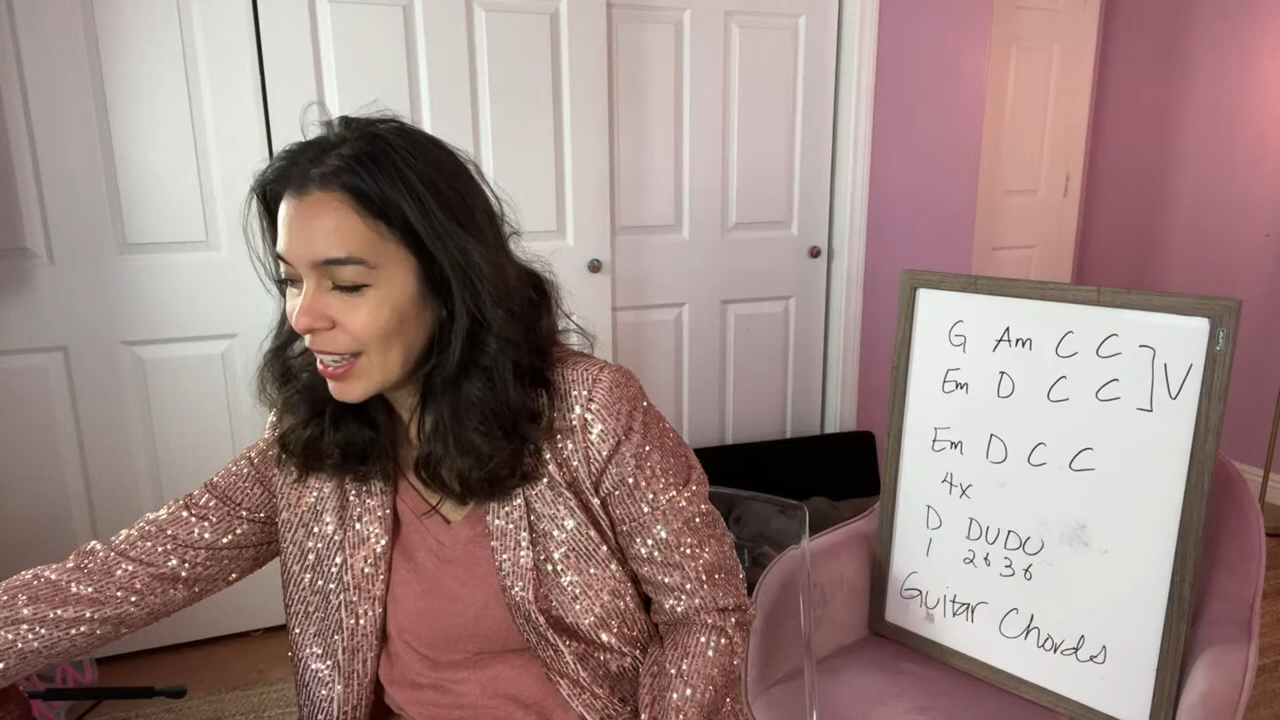 G Am C C
Em D C C ] V
Em D C C
4x
D DUDU
1 2+3+
Guitar Chords